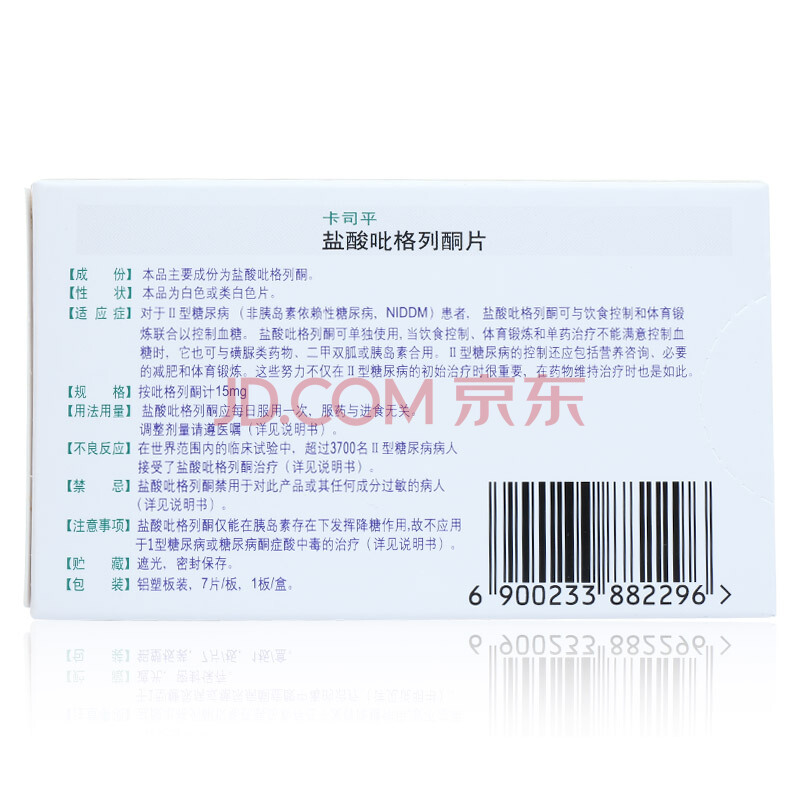 卡司平
盐酸吡格列酮片
【成 份】 本品主要成份为盐酸吡格列酮。
【性 状】 本品为白色或类白色片。
【适 应 症】 对于Ⅱ型糖尿病（非胰岛素依赖性糖尿病、NIDDM）患者， 盐酸吡格列酮可与饮食控制和体育锻
炼联合以控制血糖。 盐酸吡格列酮可单独使用，当饮食控制、体育锻炼和单药治疗不能满意控制血
糖时， 它也可与磺脲类药物、二甲双胍或胰岛素合用。 Ⅱ型糖尿病的控制还应包括营养咨询、必要
的减肥和体育锻炼。这些努力不仅在Ⅱ型糖尿病的初始治疗时很重要，在药物维持治疗时也是如此。
【规 格】 按吡格列酮计15mg
JD.COM 京东
【用法用量】 盐酸吡格列酮应每日服用一次，服药与进食无关。
调整剂量请遵医嘱（详见说明书）。
【不良反应】 在世界范围内的临床试验中，超过3700名Ⅱ型糖尿病病人
接受了盐酸吡格列酮治疗（详见说明书）。
【禁 忌】 盐酸吡格列酮禁用于对此产品或其任何成分过敏的病人
（详见说明书）。
【注意事项】 盐酸吡格列酮仅能在胰岛素存在下发挥降糖作用，故不应用
于1型糖尿病或糖尿病酮症酸中毒的治疗（详见说明书）。
【贮 藏】 遮光，密封保存。
【包 装】 铝塑板装，7片/板，1板/盒。
6 900233 882296 >